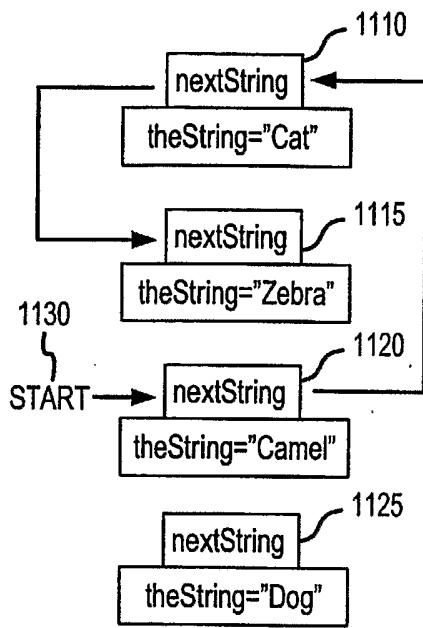 1110
nextString
theString="Cat"
1115
nextString
theString="Zebra"
1130
START
1120
nextString
theString="Camel"
1125
nextString
theString="Dog"